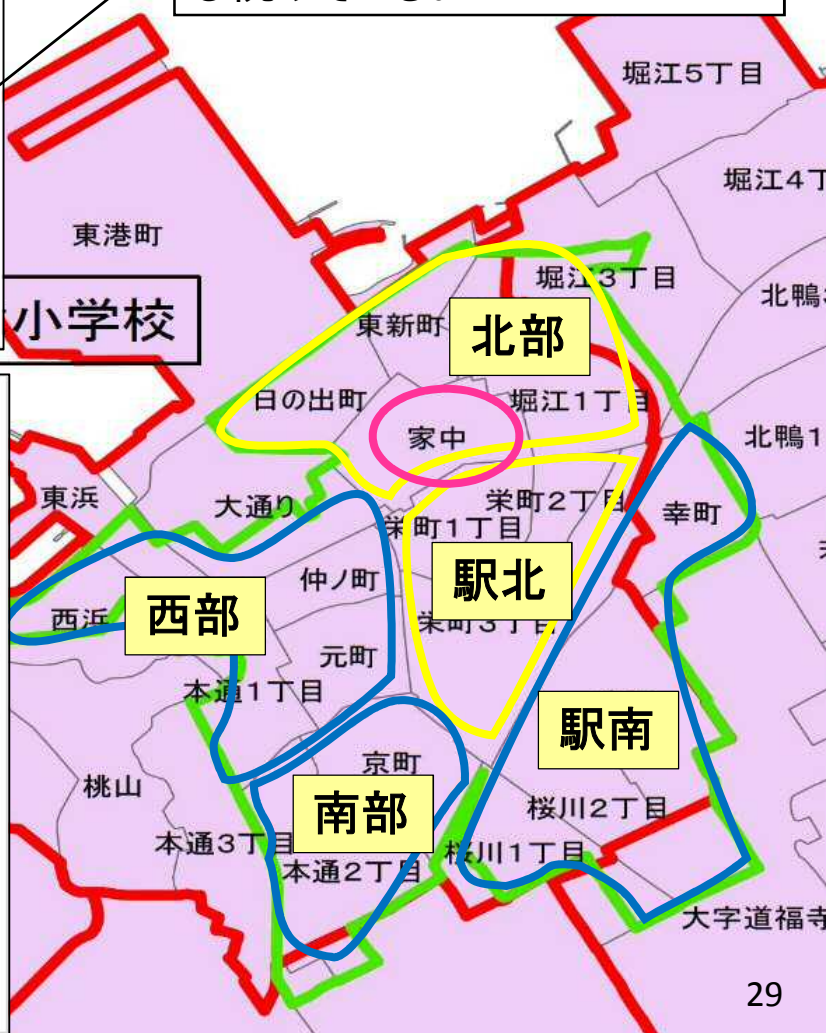 堀江5丁目
堀江4丁
東港町
堀江3丁目
小学校
北鴨
東新町
北部
日の出町
堀江1丁目
家中
北鴨1
東浜
大通り
栄町2丁目
幸町
栄町1丁目
仲ノ町
駅北
西部
西浜
栄町3丁目
元町
本通1丁目
駅南
京町
桃山
南部
桜川2丁目
本通3丁目
桜川1丁目
本通2丁目
大字道福寺
29